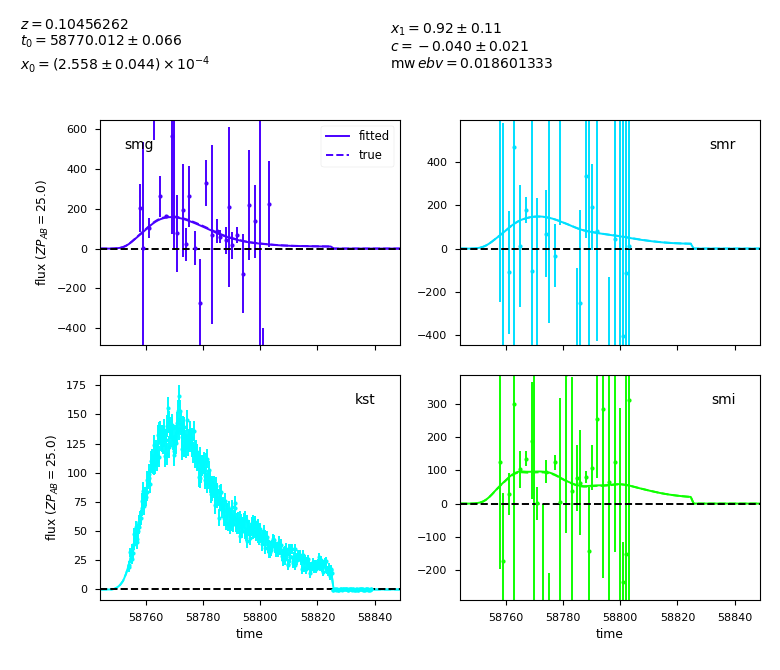 z = 0.10456262
t₀ = 58770.012 ± 0.066
x₀ = (2.558 ± 0.044) × 10⁻⁴
x₁ = 0.92 ± 0.11
c = −0.040 ± 0.021
mw ebv = 0.018601333
smg
fitted
true
600
400
200
0
−200
−400
flux (ZP_AB = 25.0)
smr
400
200
0
−200
−400
kst
175
150
125
100
75
50
25
0
flux (ZP_AB = 25.0)
58760 58780 58800 58820 58840
time
smi
300
200
100
0
−100
−200
58760 58780 58800 58820 58840
time